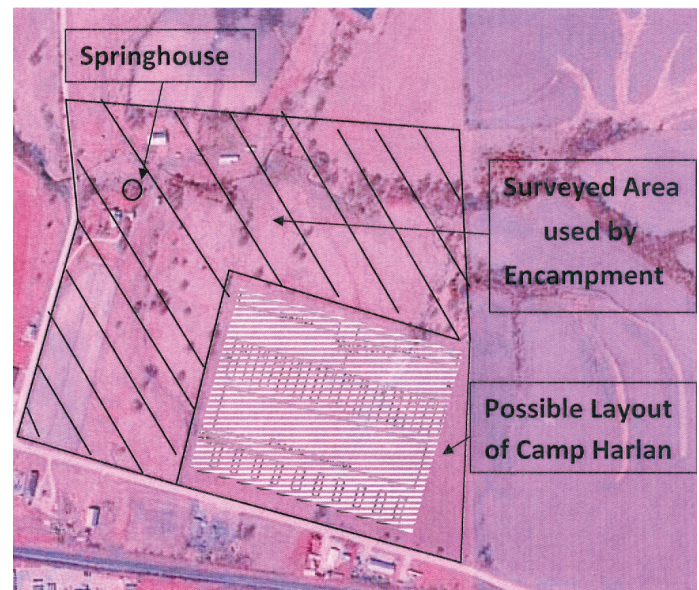 Springhouse
Surveyed Area
used by
Encampment
Possible Layout
of Camp Harlan